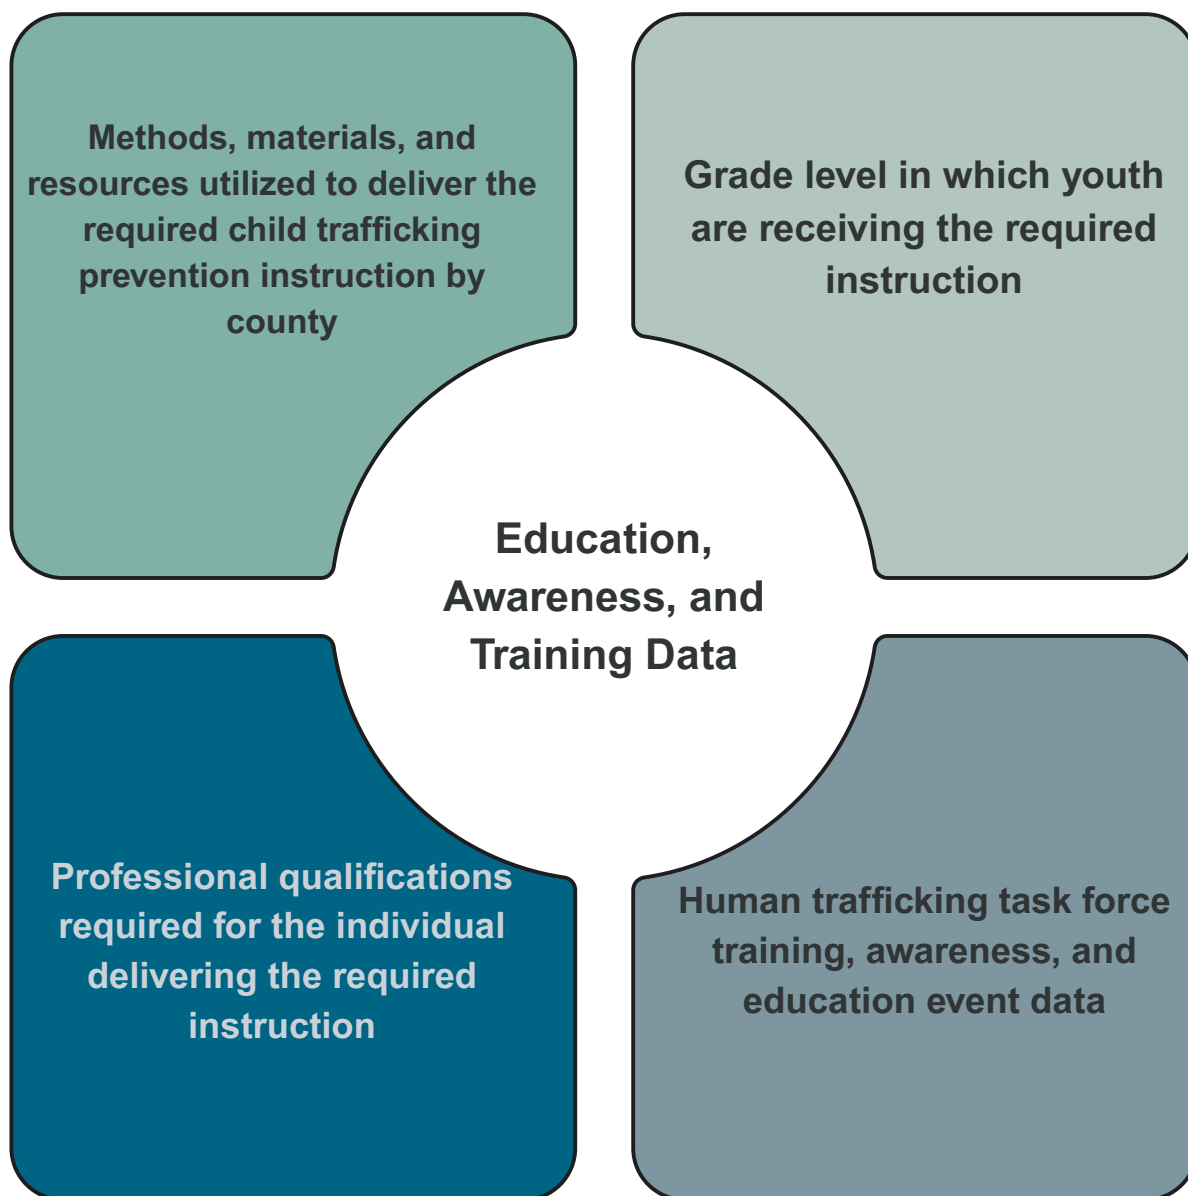 Methods, materials, and
resources utilized to deliver the
required child trafficking
prevention instruction by
county
Grade level in which youth
are receiving the required
instruction
Education,
Awareness, and
Training Data
Professional qualifications
required for the individual
delivering the required
instruction
Human trafficking task force
training, awareness, and
education event data